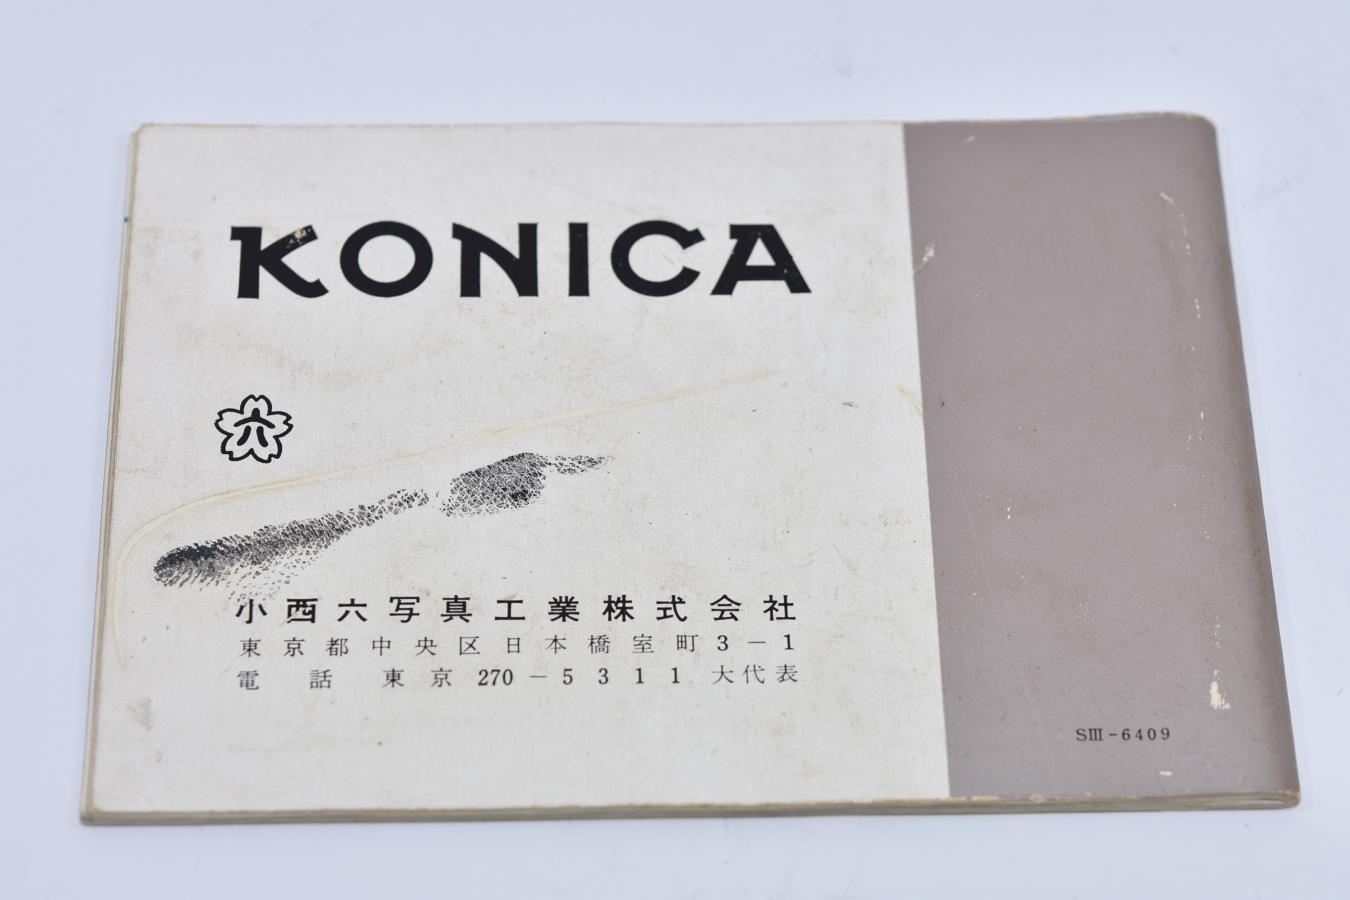 KONICA
六
小西六写真工業株式会社
東京都中央区日本橋室町3-1
電話 東京 270-5311 大代表
SⅢ-6409